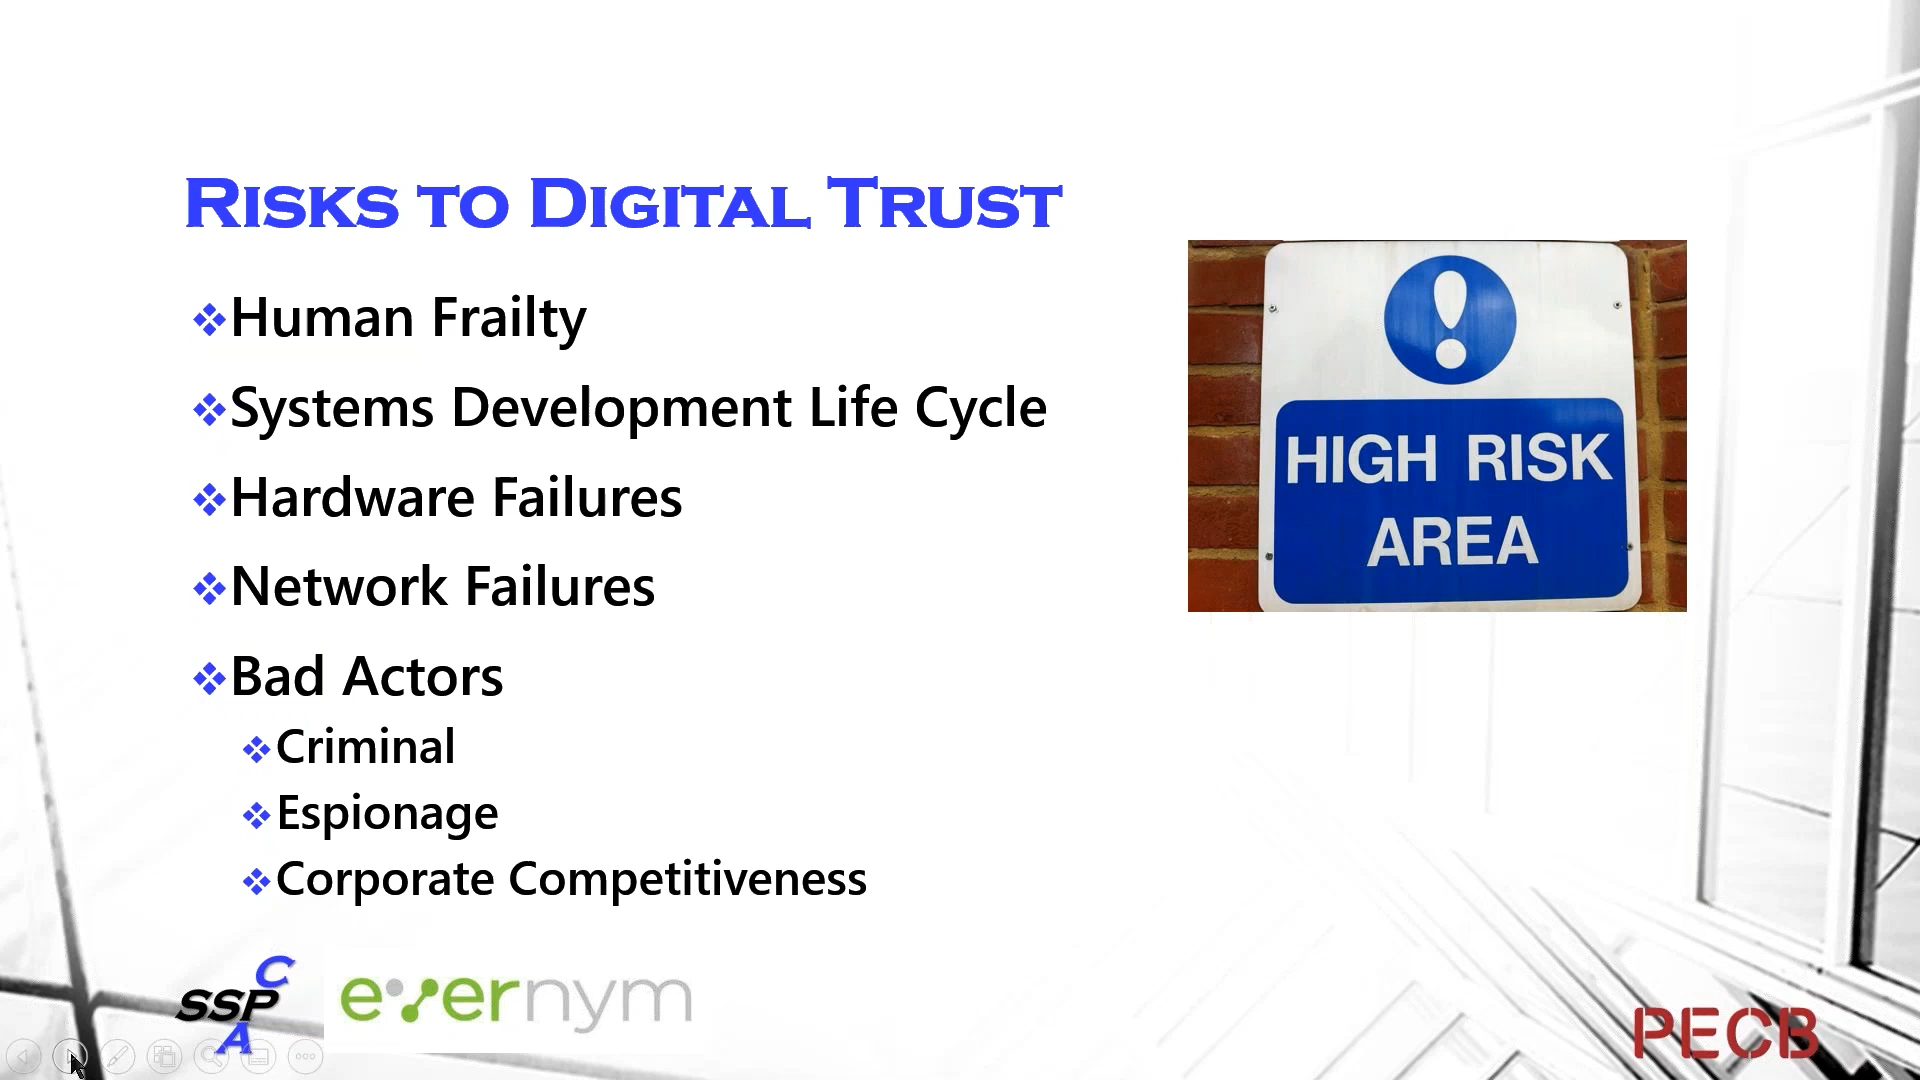 Risks to Digital Trust
Human Frailty
Systems Development Life Cycle
Hardware Failures
Network Failures
Bad Actors
Criminal
Espionage
Corporate Competitiveness
HIGH RISK
AREA
C
SSP
A
evernym
PECB